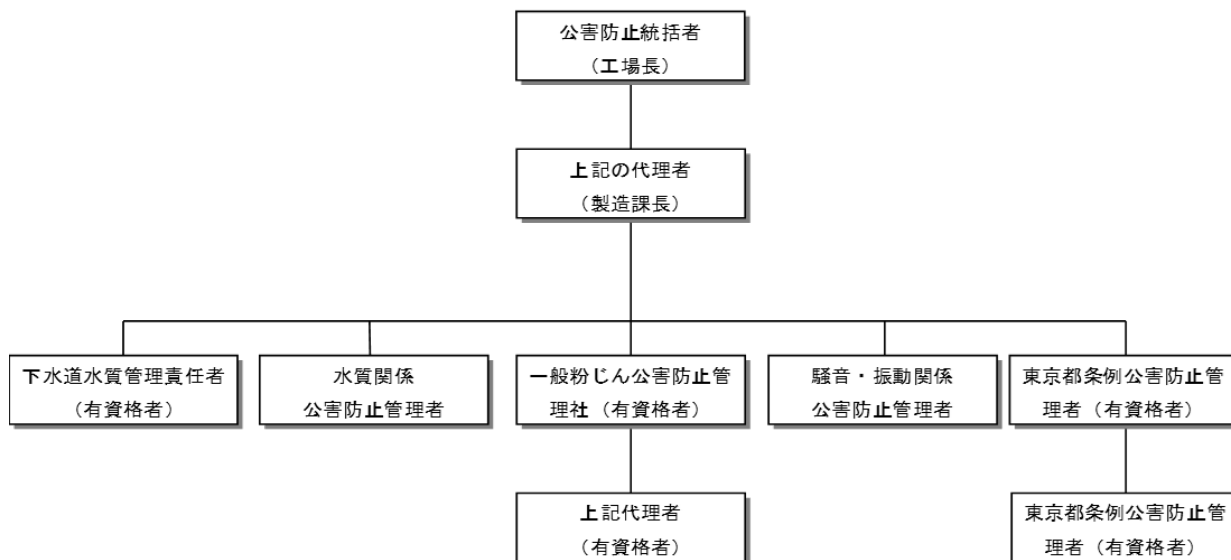 公害防止統括者
（工場長）
上記の代理者
（製造課長）
下水道水質管理責任者
（有資格者）
水質関係
公害防止管理者
一般粉じん公害防止管
理社（有資格者）
騒音・振動関係
公害防止管理者
東京都条例公害防止管
理者（有資格者）
上記代理者
（有資格者）
東京都条例公害防止管
理者（有資格者）